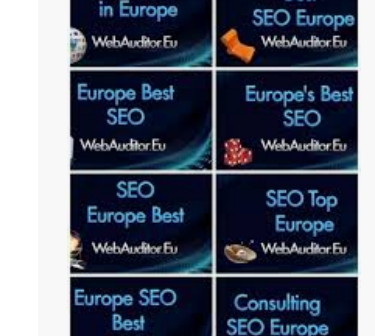 in Europe
WebAuditor.Eu
SEO Europe
WebAuditor.Eu
Europe Best
SEO
WebAuditor.Eu
Europe's Best
SEO
WebAuditor.Eu
SEO
Europe Best
WebAuditor.Eu
SEO Top
Europe
WebAuditor.Eu
Europe SEO
Best
Consulting
SEO Europe